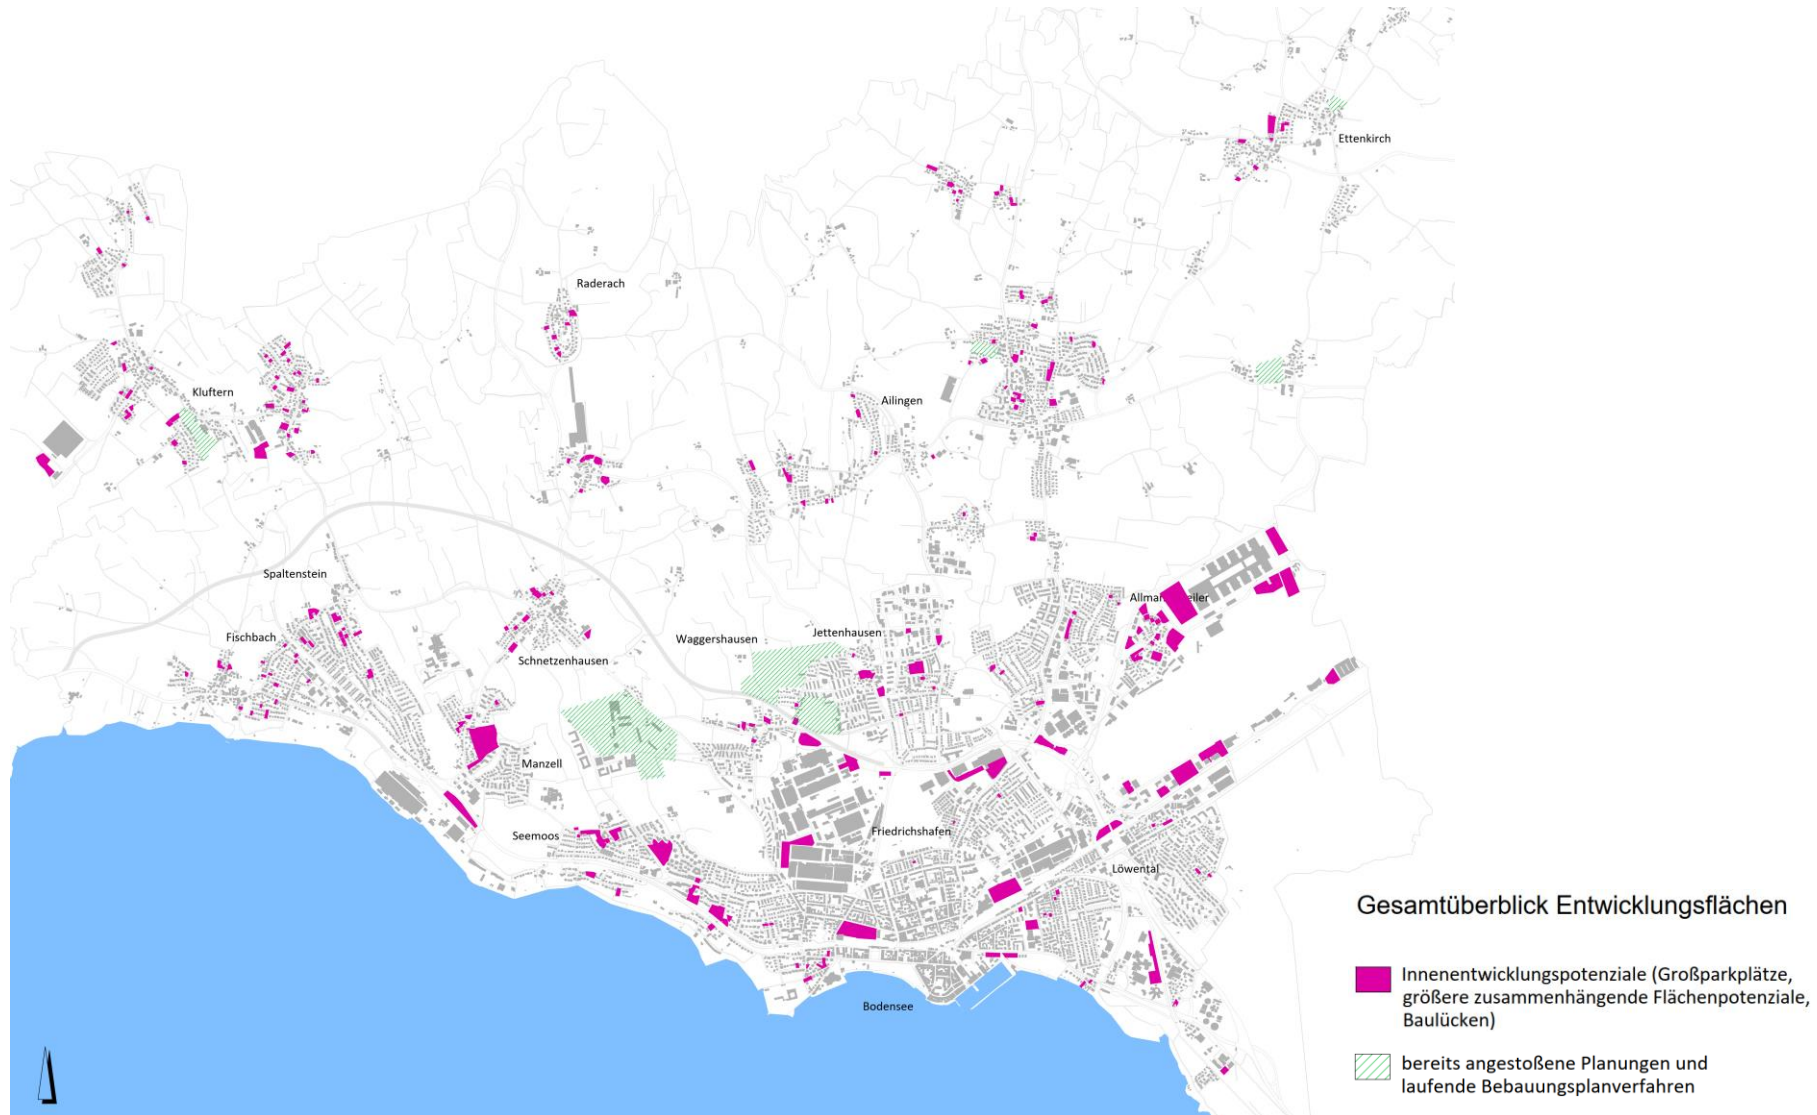 Ettenkirch
Raderach
Kluftern
Ailingen
Spaltenstein
Allmannsweiler
Fischbach
Waggershausen
Jettenhausen
Schnetzenhausen
Manzell
Seemoos
Friedrichshafen
Löwental
Bodensee
Gesamtüberblick Entwicklungsflächen
Innenentwicklungspotenziale (Großparkplätze,
größere zusammenhängende Flächenpotenziale,
Baulücken)
bereits angestoßene Planungen und
laufende Bebauungsplanverfahren